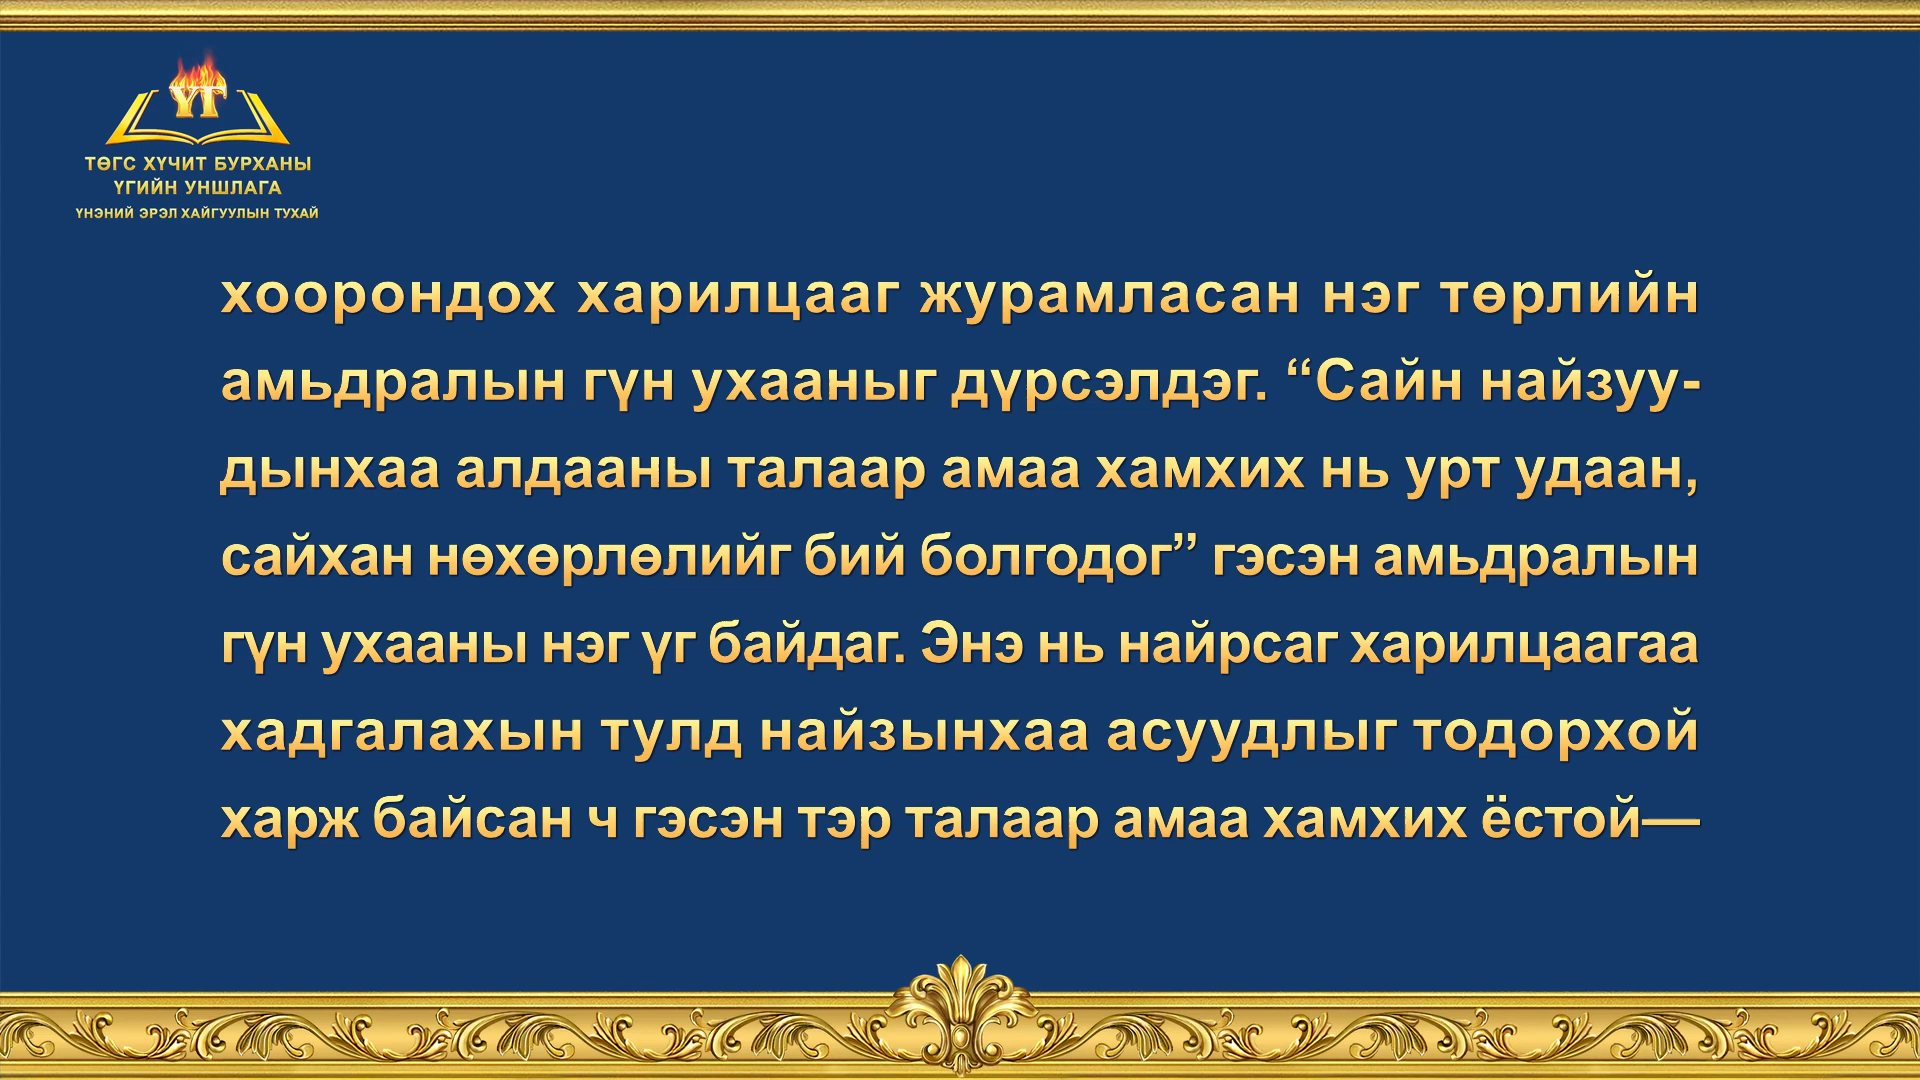 ҮГ
ТӨГС ХҮЧИТ БУРХАНЫ
ҮГИЙН УНШЛАГА
ҮНЭНИЙ ЭРЭЛ ХАЙГУУЛЫН ТУХАЙ
хоорондох харилцааг журамласан нэг төрлийн
амьдралын гүн ухааныг дүрсэлдэг. “Сайн найзуу-
дынхаа алдааны талаар амаа хамхих нь урт удаан,
сайхан нөхөрлөлийг бий болгодог” гэсэн амьдралын
гүн ухааны нэг үг байдаг. Энэ нь найрсаг харилцаагаа
хадгалахын тулд найзынхаа асуудлыг тодорхой
харж байсан ч гэсэн тэр талаар амаа хамхих ёстой—